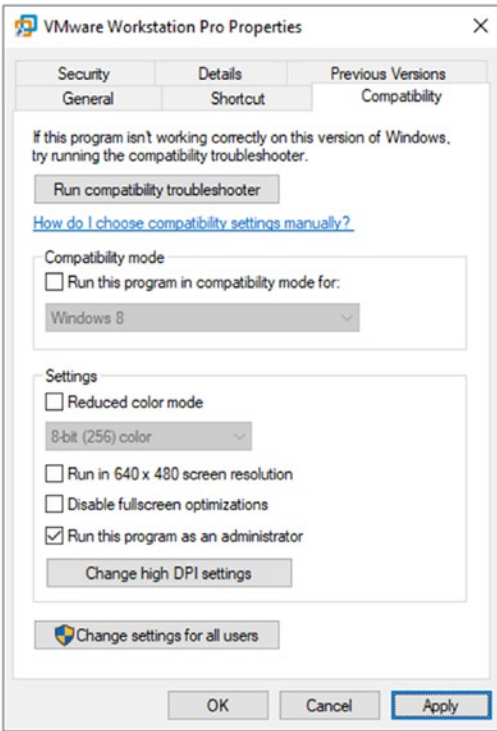 VMware Workstation Pro Properties
Security Details Previous Versions
General Shortcut Compatibility
If this program isn't working correctly on this version of Windows,
try running the compatibility troubleshooter.
Run compatibility troubleshooter
How do I choose compatibility settings manually?
Compatibility mode
Run this program in compatibility mode for:
Windows 8
Settings
Reduced color mode
8-bit (256) color
Run in 640 x 480 screen resolution
Disable fullscreen optimizations
Run this program as an administrator
Change high DPI settings
Change settings for all users
OK Cancel Apply